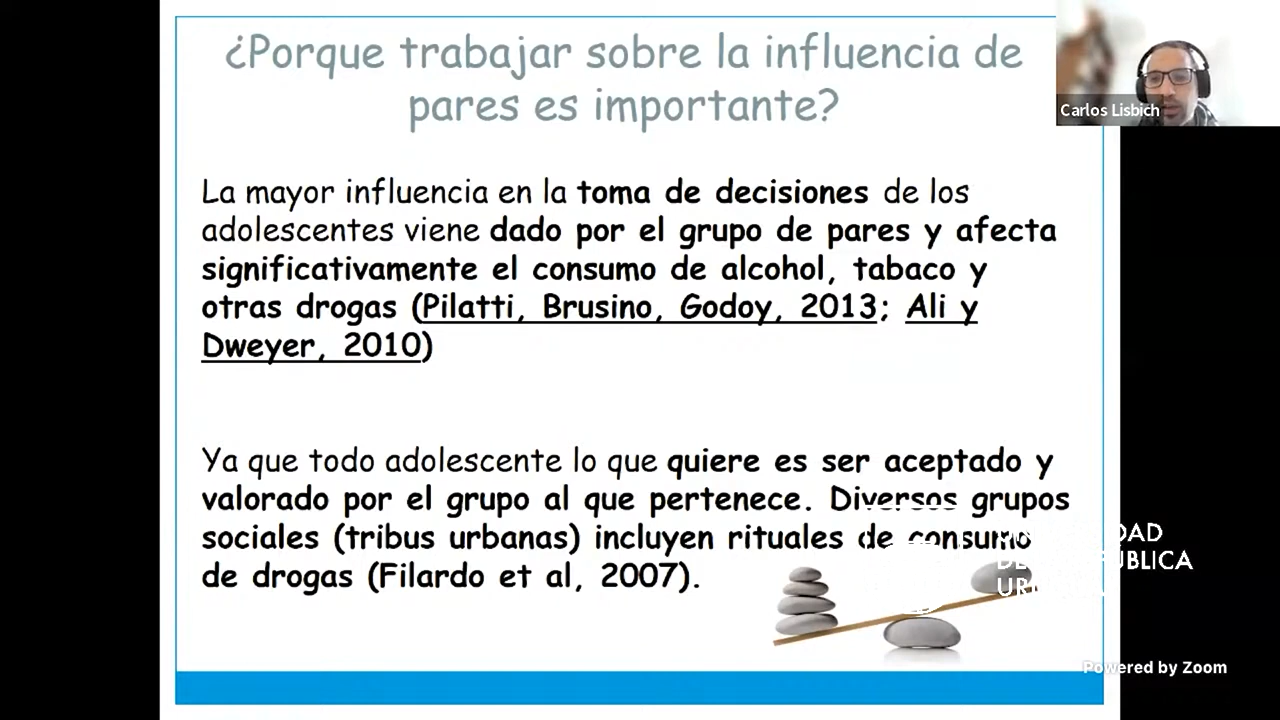 ¿Porque trabajar sobre la influencia de
pares es importante?
Carlos Lisbich
La mayor influencia en la toma de decisiones de los
adolescentes viene dado por el grupo de pares y afecta
significativamente el consumo de alcohol, tabaco y
otras drogas (Pilatti, Brusino, Godoy, 2013; Ali y
Dweyer, 2010)
Ya que todo adolescente lo que quiere es ser aceptado y
valorado por el grupo al que pertenece. Diversos grupos
sociales (tribus urbanas) incluyen rituales de consumo
de drogas (Filardo et al, 2007).
Powered by Zoom